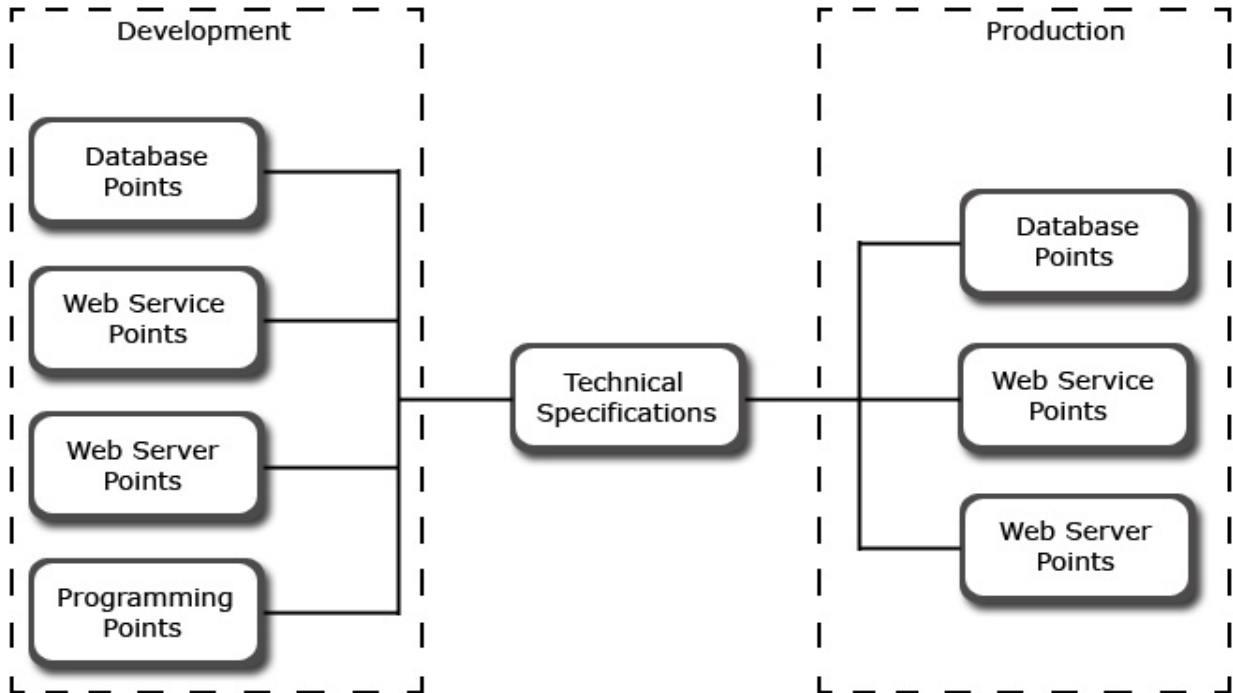 Development
Database
Points
Web Service
Points
Web Server
Points
Programming
Points
Technical
Specifications
Production
Database
Points
Web Service
Points
Web Server
Points